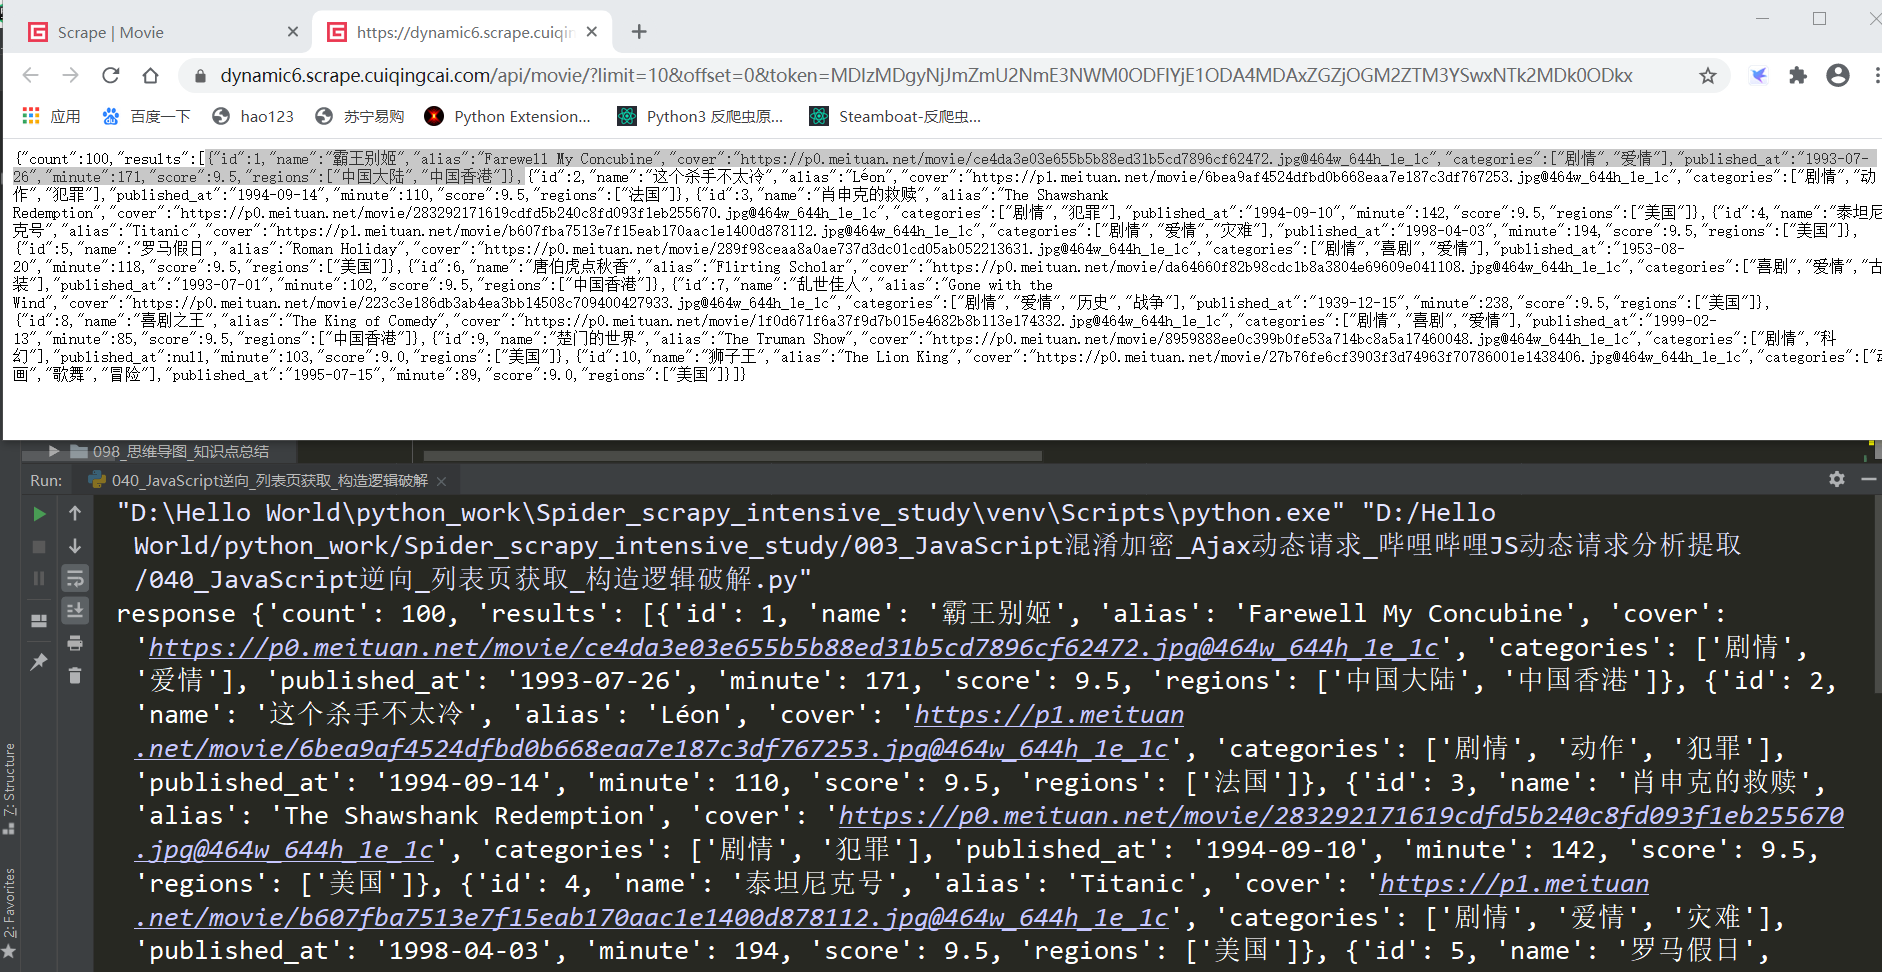 Scrape | Movie
https://dynamic6.scrape.cuiqin
dynamic6.scrape.cuiqingcai.com/api/movie/?limit=10&offset=0&token=MDIzMDgyNjJmZmU2NmE3NWM0ODFlYjE1ODA4MDAxZGZjOGM2ZTM3YSwxNTk2MDk0ODkx
应用 百度一下 hao123 苏宁易购 Python Extension... Python3 反爬虫原... Steamboat-反爬虫...
{"count":100,"results":[{"id":1,"name":"霸王别姬","alias":"Farewell My Concubine","cover":"https://p0.meituan.net/movie/ce4da3e03e655b5b88ed31b5cd7896cf62472.jpg@464w_644h_1e_1c","categories":["剧情","爱情"],"published_at":"1993-07-
26","minute":171,"score":9.5,"regions":["中国大陆","中国香港"]},{"id":2,"name":"这个杀手不太冷","alias":"Léon","cover":"https://p1.meituan.net/movie/6bea9af4524dfbd0b668eaa7e187c3df767253.jpg@464w_644h_1e_1c","categories":["剧情","动
作","犯罪"],"published_at":"1994-09-14","minute":110,"score":9.5,"regions":["法国"]},{"id":3,"name":"肖申克的救赎","alias":"The Shawshank
Redemption","cover":"https://p0.meituan.net/movie/283292171619cdfd5b240c8fd093f1eb255670.jpg@464w_644h_1e_1c","categories":["剧情","犯罪"],"published_at":"1994-09-10","minute":142,"score":9.5,"regions":["美国"]},{"id":4,"name":"泰坦尼
克号","alias":"Titanic","cover":"https://p1.meituan.net/movie/b607fba7513e7f15eab170aac1e1400d878112.jpg@464w_644h_1e_1c","categories":["剧情","爱情","灾难"],"published_at":"1998-04-03","minute":194,"score":9.5,"regions":["美国"]},
{"id":5,"name":"罗马假日","alias":"Roman Holiday","cover":"https://p0.meituan.net/movie/289f98ceaa8a0ae737d3dc01cd05ab052213631.jpg@464w_644h_1e_1c","categories":["剧情","喜剧","爱情"],"published_at":"1953-08-
20","minute":118,"score":9.5,"regions":["美国"]},{"id":6,"name":"唐伯虎点秋香","alias":"Flirting Scholar","cover":"https://p0.meituan.net/movie/da64660f82b98cdc1b8a3804e69609e041108.jpg@464w_644h_1e_1c","categories":["喜剧","爱情","古
装"],"published_at":"1993-07-01","minute":102,"score":9.5,"regions":["中国香港"]},{"id":7,"name":"乱世佳人","alias":"Gone with the
Wind","cover":"https://p0.meituan.net/movie/223c3e186db3ab4ea3bb14508c709400427933.jpg@464w_644h_1e_1c","categories":["剧情","爱情","历史","战争"],"published_at":"1939-12-15","minute":238,"score":9.5,"regions":["美国"]},
{"id":8,"name":"喜剧之王","alias":"The King of Comedy","cover":"https://p0.meituan.net/movie/1f0d671f6a37f9d7b015e4682b8b113e174332.jpg@464w_644h_1e_1c","categories":["剧情","喜剧","爱情"],"published_at":"1999-02-
13","minute":85,"score":9.5,"regions":["中国香港"]},{"id":9,"name":"楚门的世界","alias":"The Truman Show","cover":"https://p0.meituan.net/movie/8959888ee0c399b0fe53a714bc8a5a17460048.jpg@464w_644h_1e_1c","categories":["剧情","科
幻"],"published_at":null,"minute":103,"score":9.0,"regions":["美国"]},{"id":10,"name":"狮子王","alias":"The Lion King","cover":"https://p0.meituan.net/movie/27b76fe6cf3903f3d74963f70786001e1438406.jpg@464w_644h_1e_1c","categories":["动
画","歌舞","冒险"],"published_at":"1995-07-15","minute":89,"score":9.0,"regions":["美国"]}]}
098_思维导图_知识点总结
Run: 040_JavaScript逆向_列表页获取_构造逻辑破解
"D:\Hello World\python_work\Spider_scrapy_intensive_study\venv\Scripts\python.exe" "D:/Hello
World/python_work/Spider_scrapy_intensive_study/003_JavaScript混淆加密_Ajax动态请求_哔哩哔哩JS动态请求分析提取
/040_JavaScript逆向_列表页获取_构造逻辑破解.py"
response {'count': 100, 'results': [{'id': 1, 'name': '霸王别姬', 'alias': 'Farewell My Concubine', 'cover':
'https://p0.meituan.net/movie/ce4da3e03e655b5b88ed31b5cd7896cf62472.jpg@464w_644h_1e_1c', 'categories': ['剧情',
'爱情'], 'published_at': '1993-07-26', 'minute': 171, 'score': 9.5, 'regions': ['中国大陆', '中国香港']}, {'id': 2,
'name': '这个杀手不太冷', 'alias': 'Léon', 'cover': 'https://p1.meituan
.net/movie/6bea9af4524dfbd0b668eaa7e187c3df767253.jpg@464w_644h_1e_1c', 'categories': ['剧情', '动作', '犯罪'],
'published_at': '1994-09-14', 'minute': 110, 'score': 9.5, 'regions': ['法国']}, {'id': 3, 'name': '肖申克的救赎',
'alias': 'The Shawshank Redemption', 'cover': 'https://p0.meituan.net/movie/283292171619cdfd5b240c8fd093f1eb255670
.jpg@464w_644h_1e_1c', 'categories': ['剧情', '犯罪'], 'published_at': '1994-09-10', 'minute': 142, 'score': 9.5,
'regions': ['美国']}, {'id': 4, 'name': '泰坦尼克号', 'alias': 'Titanic', 'cover': 'https://p1.meituan
.net/movie/b607fba7513e7f15eab170aac1e1400d878112.jpg@464w_644h_1e_1c', 'categories': ['剧情', '爱情', '灾难'],
'published_at': '1998-04-03', 'minute': 194, 'score': 9.5, 'regions': ['美国']}, {'id': 5, 'name': '罗马假日',
7: Structure
2: Favorites